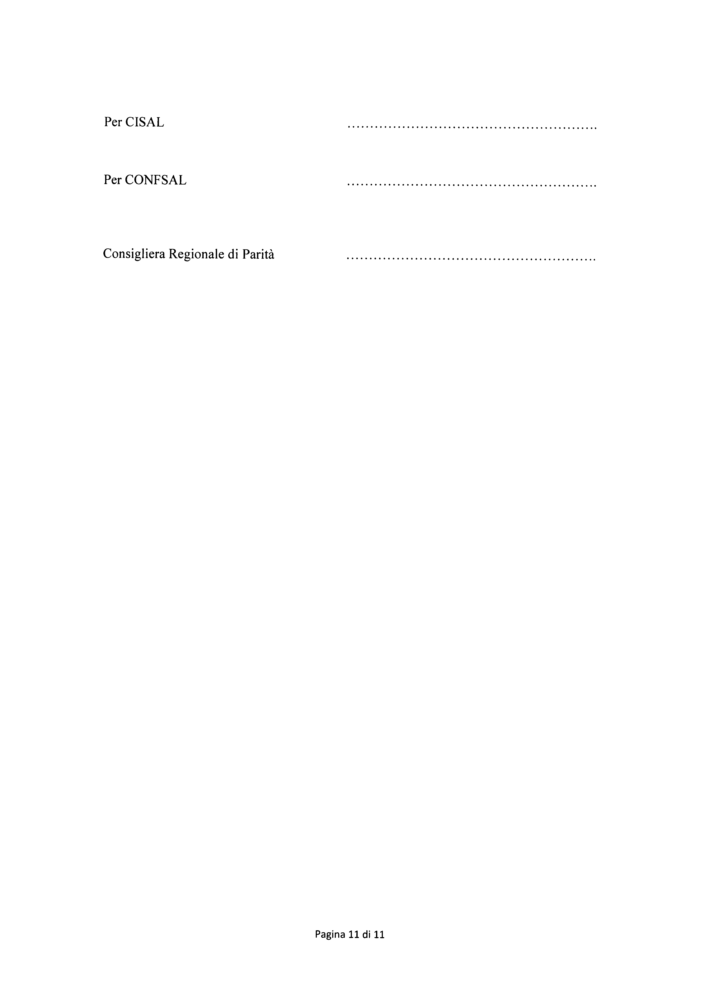 Per CISAL .......................................................
Per CONFSAL .......................................................
Consigliera Regionale di Parità .......................................................
Pagina 11 di 11